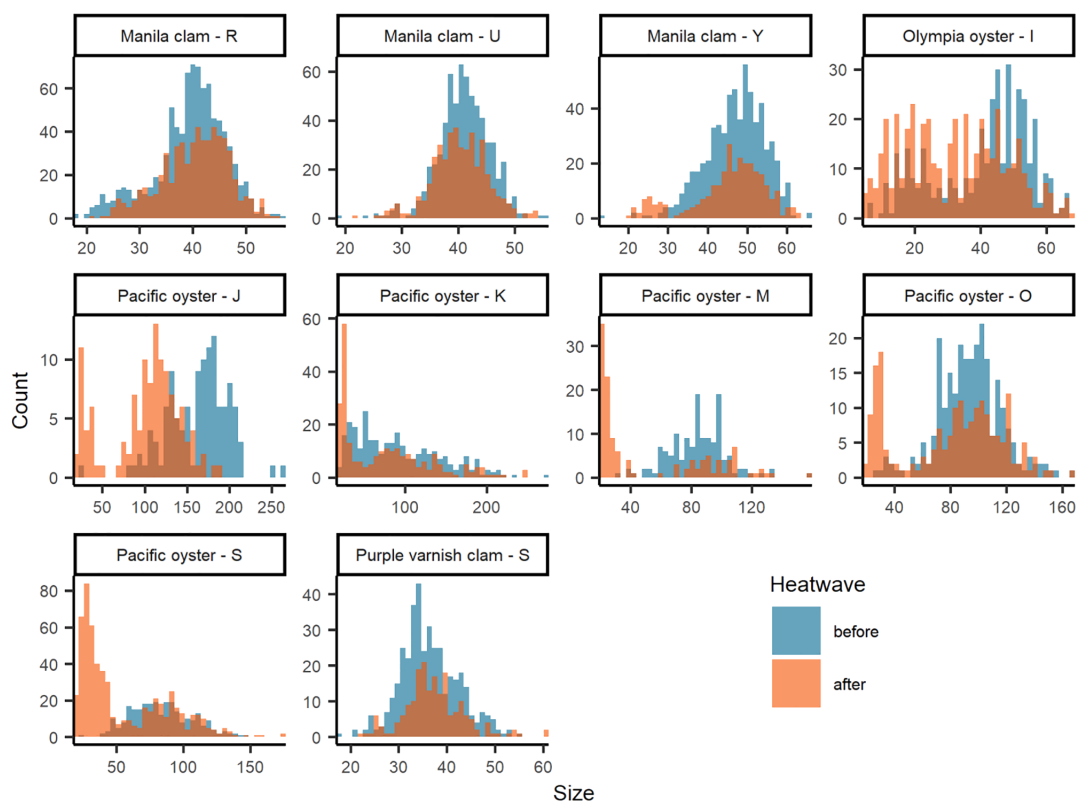 Manila clam - R
Manila clam - U
Manila clam - Y
Olympia oyster - I
60
40
20
0
20 30 40 50
60
40
20
0
20 30 40 50
40
20
0
20 30 40 50 60
30
20
10
0
20 40 60
Pacific oyster - J
Pacific oyster - K
Pacific oyster - M
Pacific oyster - O
10
5
0
50 100 150 200 250
60
40
20
0
100 200
30
20
10
0
40 80 120
20
15
10
5
0
40 80 120 160
Pacific oyster - S
Purple varnish clam - S
80
60
40
20
0
50 100 150
40
30
20
10
0
20 30 40 50 60
Count
Size
Heatwave
before
after